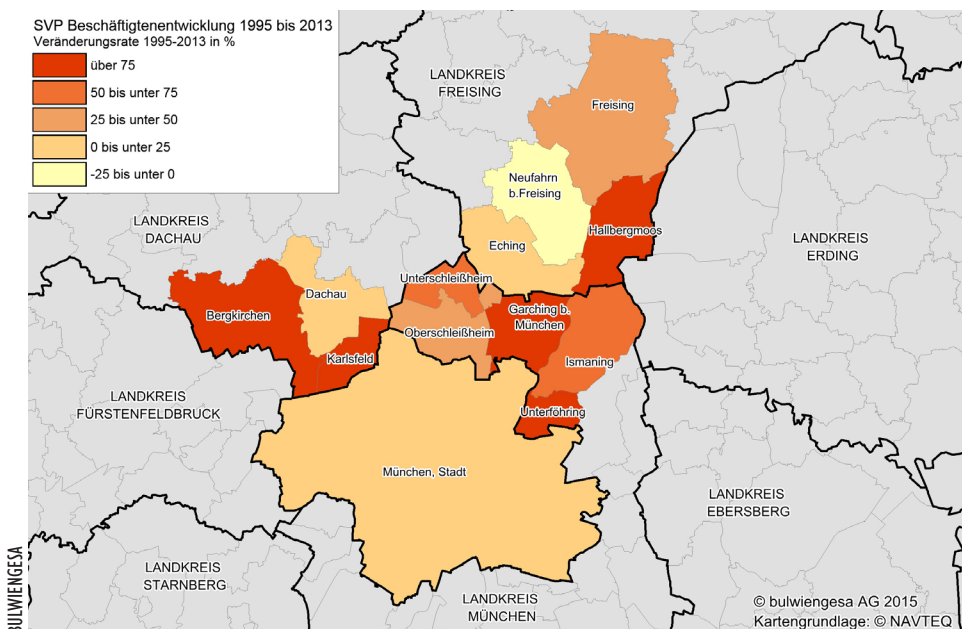 SVP Beschäftigtenentwicklung 1995 bis 2013
Veränderungsrate 1995-2013 in %
über 75
50 bis unter 75
25 bis unter 50
0 bis unter 25
-25 bis unter 0
LANDKREIS
FREISING
Freising
Neufahrn
b.Freising
LANDKREIS
DACHAU
Hallbergmoos
LANDKREIS
ERDING
Eching
Unterschleißheim
Dachau
Bergkirchen
Garching b.
München
Oberschleißheim
Karlsfeld
Ismaning
LANDKREIS
FÜRSTENFELDBRUCK
Unterföhring
München, Stadt
LANDKREIS
EBERSBERG
LANDKREIS
STARNBERG
LANDKREIS
MÜNCHEN
BULWIENGESA
© bulwiengesa AG 2015
Kartengrundlage: © NAVTEQ